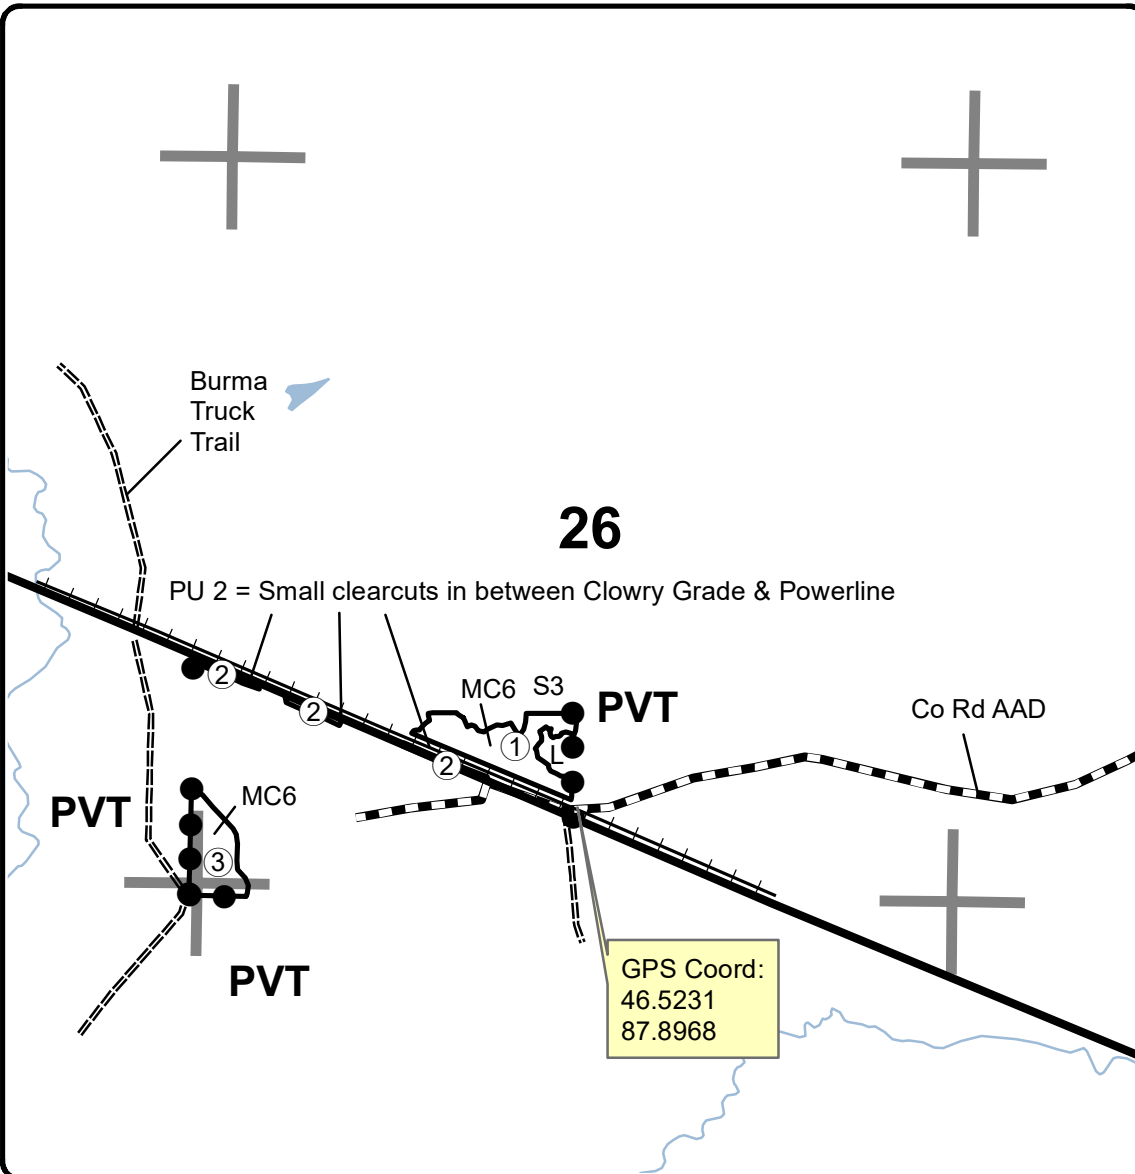 Burma
Truck
Trail
26
PU 2 = Small clearcuts in between Clowry Grade & Powerline
2
2
MC6
S3
PVT
Co Rd AAD
1
L
2
PVT
MC6
3
PVT
GPS Coord:
46.5231
87.8968